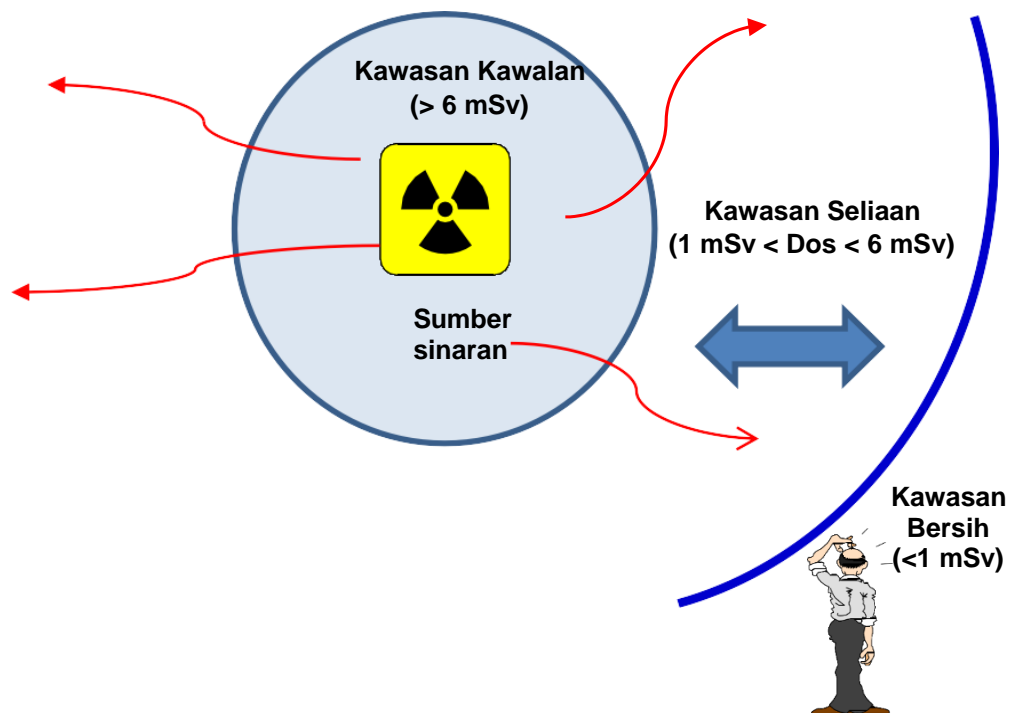 Kawasan Kawalan
(> 6 mSv)
Kawasan Seliaan
(1 mSv < Dos < 6 mSv)
Sumber
sinaran
Kawasan
Bersih
(<1 mSv)